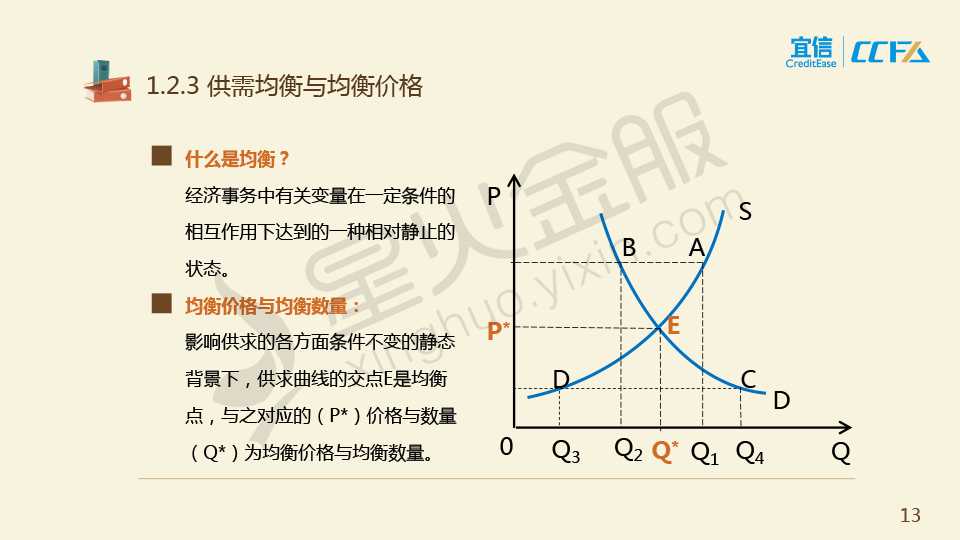 宜信
CreditEase
CCFA
1.2.3 供需均衡与均衡价格
什么是均衡？
经济事务中有关变量在一定条件的
相互作用下达到的一种相对静止的
状态。
均衡价格与均衡数量：
影响供求的各方面条件不变的静态
背景下，供求曲线的交点E是均衡
点，与之对应的（P*）价格与数量
（Q*）为均衡价格与均衡数量。
P
S
B
A
P*
E
D
C
D
0
Q3
Q2
Q*
Q1
Q4
Q
星火金服
xinghuo.yixin.com
13